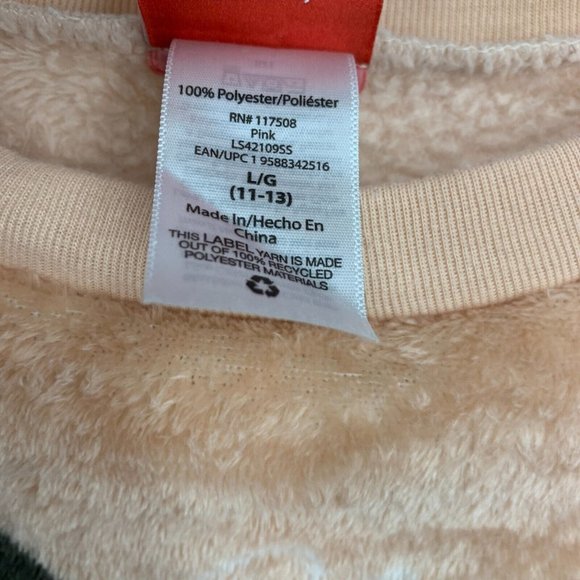 100% Polyester/Poliéster
RN# 117508
Pink
LS42109SS
EAN/UPC 1 9588342516
L/G
(11-13)
Made In/Hecho En
China
THIS LABEL YARN IS MADE
OUT OF 100% RECYCLED
POLYESTER MATERIALS